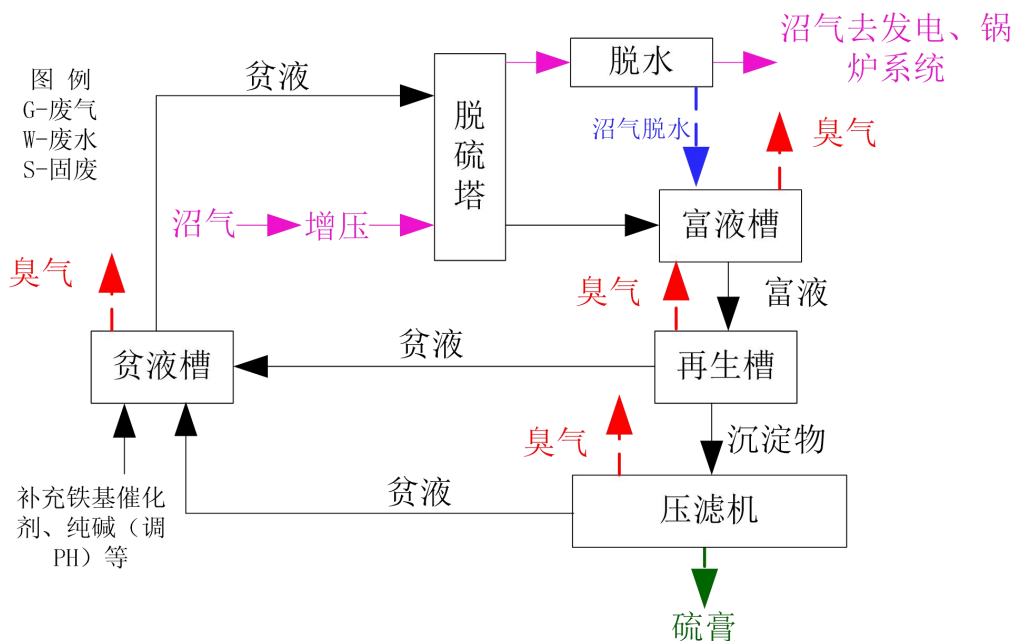 沼气去发电、锅
炉系统
脱水
图 例
G-废气
W-废水
S-固废
贫液
脱硫塔
沼气脱水
臭气
富液槽
沼气
增压
臭气
臭气
富液
贫液槽
贫液
再生槽
臭气
沉淀物
补充铁基催化
剂、纯碱（调
PH）等
贫液
压滤机
硫膏